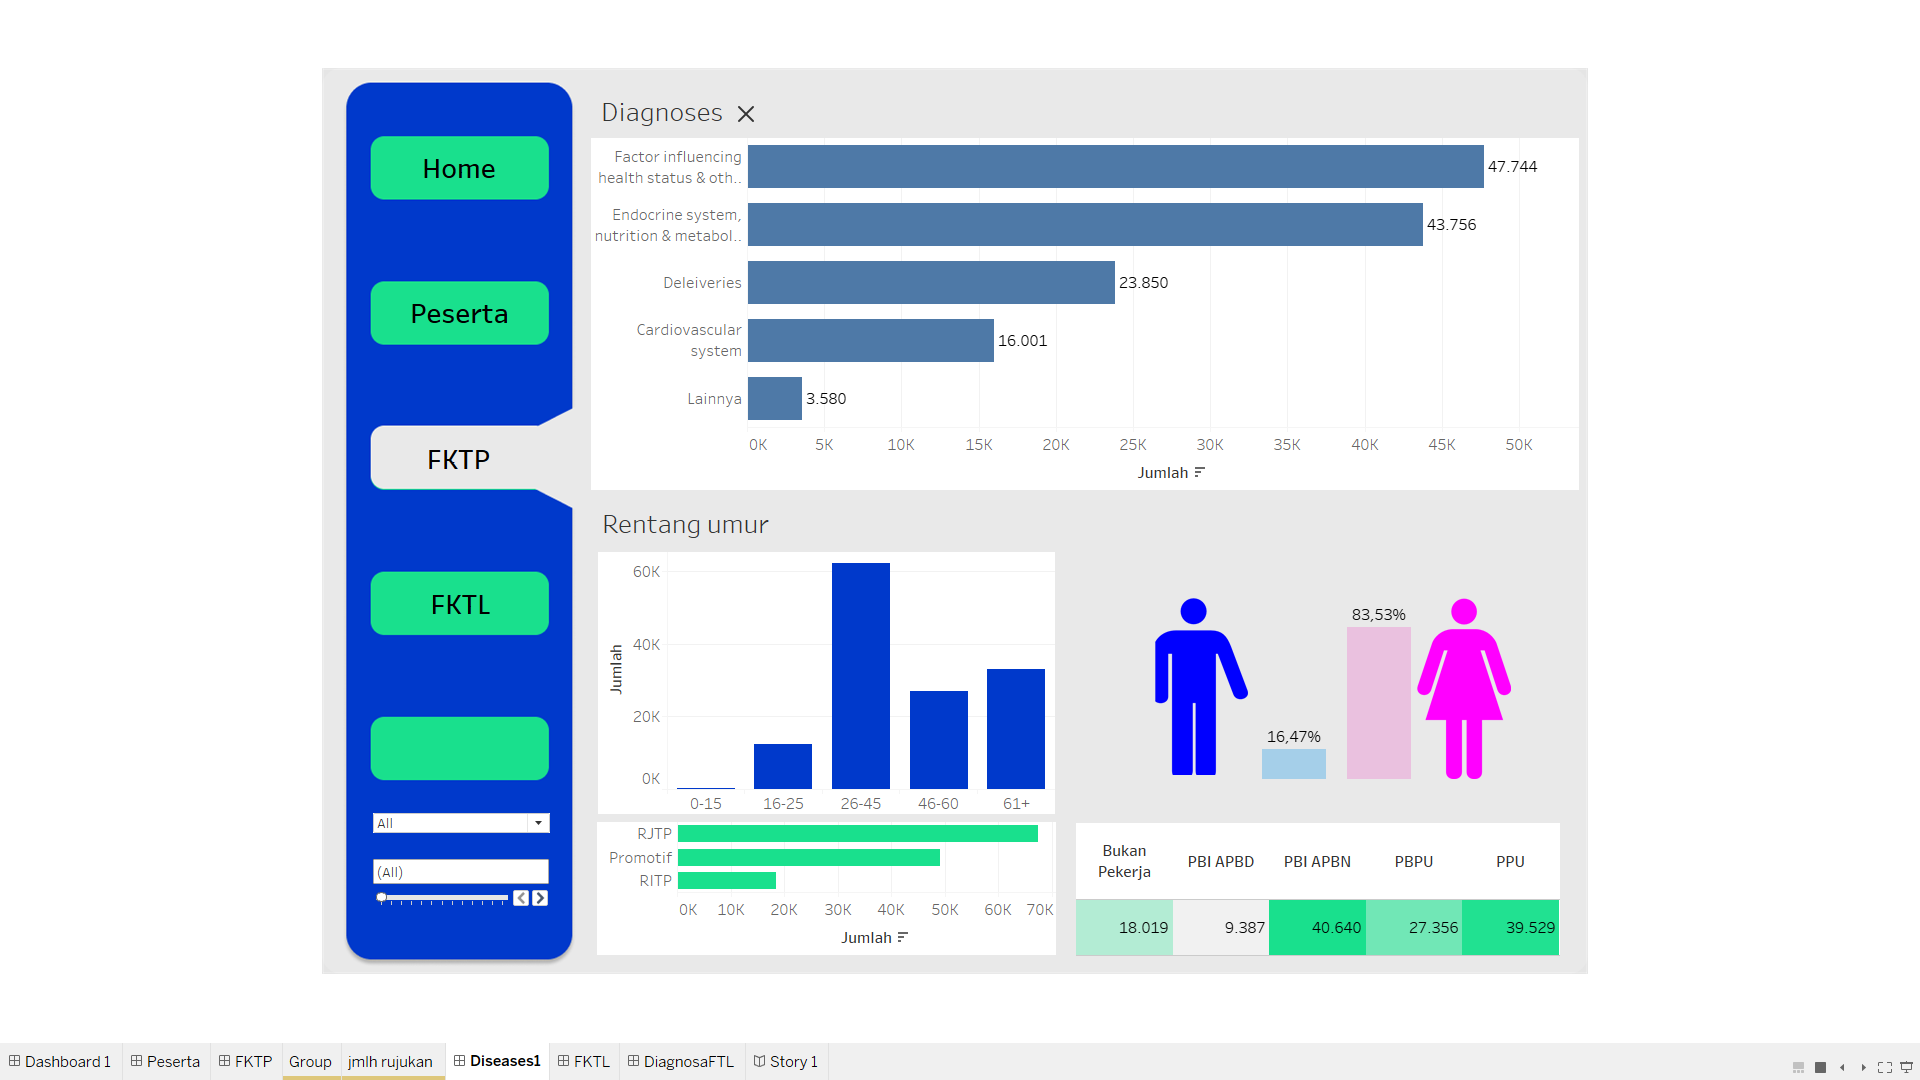 Home
Peserta
FKTP
FKTL
All
(All)
Diagnoses
Factor influencing
health status & oth..
47.744
Endocrine system,
nutrition & metabol..
43.756
Deleiveries
23.850
Cardiovascular
system
16.001
Lainnya
3.580
0K 5K 10K 15K 20K 25K 30K 35K 40K 45K 50K
Jumlah
Rentang umur
Jumlah
60K
40K
20K
0K
0-15 16-25 26-45 46-60 61+
16,47%
83,53%
RJTP
Promotif
RITP
0K 10K 20K 30K 40K 50K 60K 70K
Jumlah
Bukan
Pekerja
PBI APBD PBI APBN PBPU PPU
18.019 9.387 40.640 27.356 39.529
Dashboard 1 Peserta FKTP Group jmlh rujukan Diseases1 FKTL DiagnosaFTL Story 1